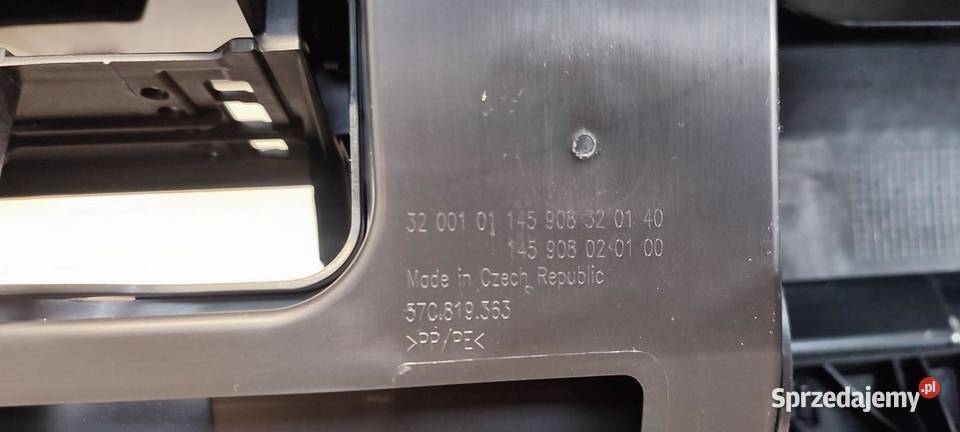 32 001 01 145 908 32 01 40
145 908 02 01 00
Made in Czech Republic
57C.819.363
>PP/PE<
Sprzedajemy.pl